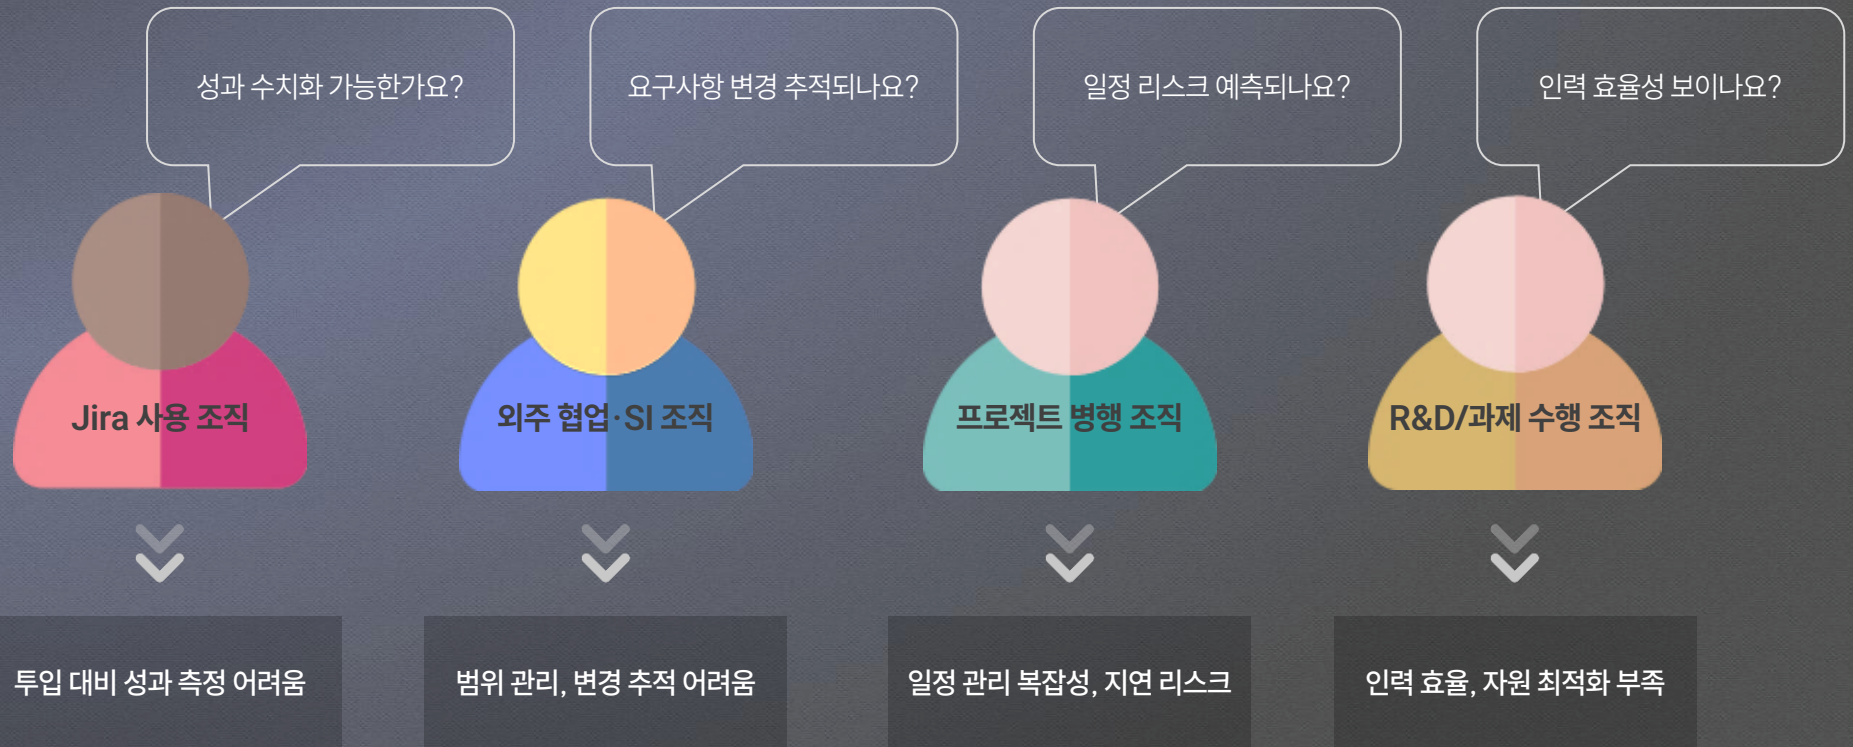 성과 수치화 가능한가요?
요구사항 변경 추적되나요?
일정 리스크 예측되나요?
인력 효율성 보이나요?
Jira 사용 조직
외주 협업·SI 조직
프로젝트 병행 조직
R&D/과제 수행 조직
투입 대비 성과 측정 어려움
범위 관리, 변경 추적 어려움
일정 관리 복잡성, 지연 리스크
인력 효율, 자원 최적화 부족